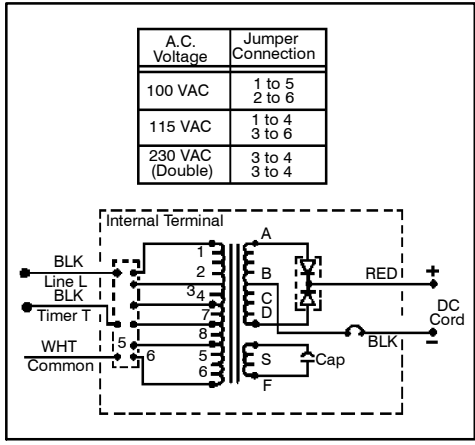 A.C. Voltage
Jumper Connection
100 VAC
1 to 5
2 to 6
115 VAC
1 to 4
3 to 6
230 VAC (Double)
3 to 4
3 to 4
Internal Terminal
BLK
Line L
BLK
Timer T
WHT
Common
5
6
1
2
3
4
7
8
5
6
A
B
C
D
S
F
Cap
RED
+
DC Cord
BLK
–